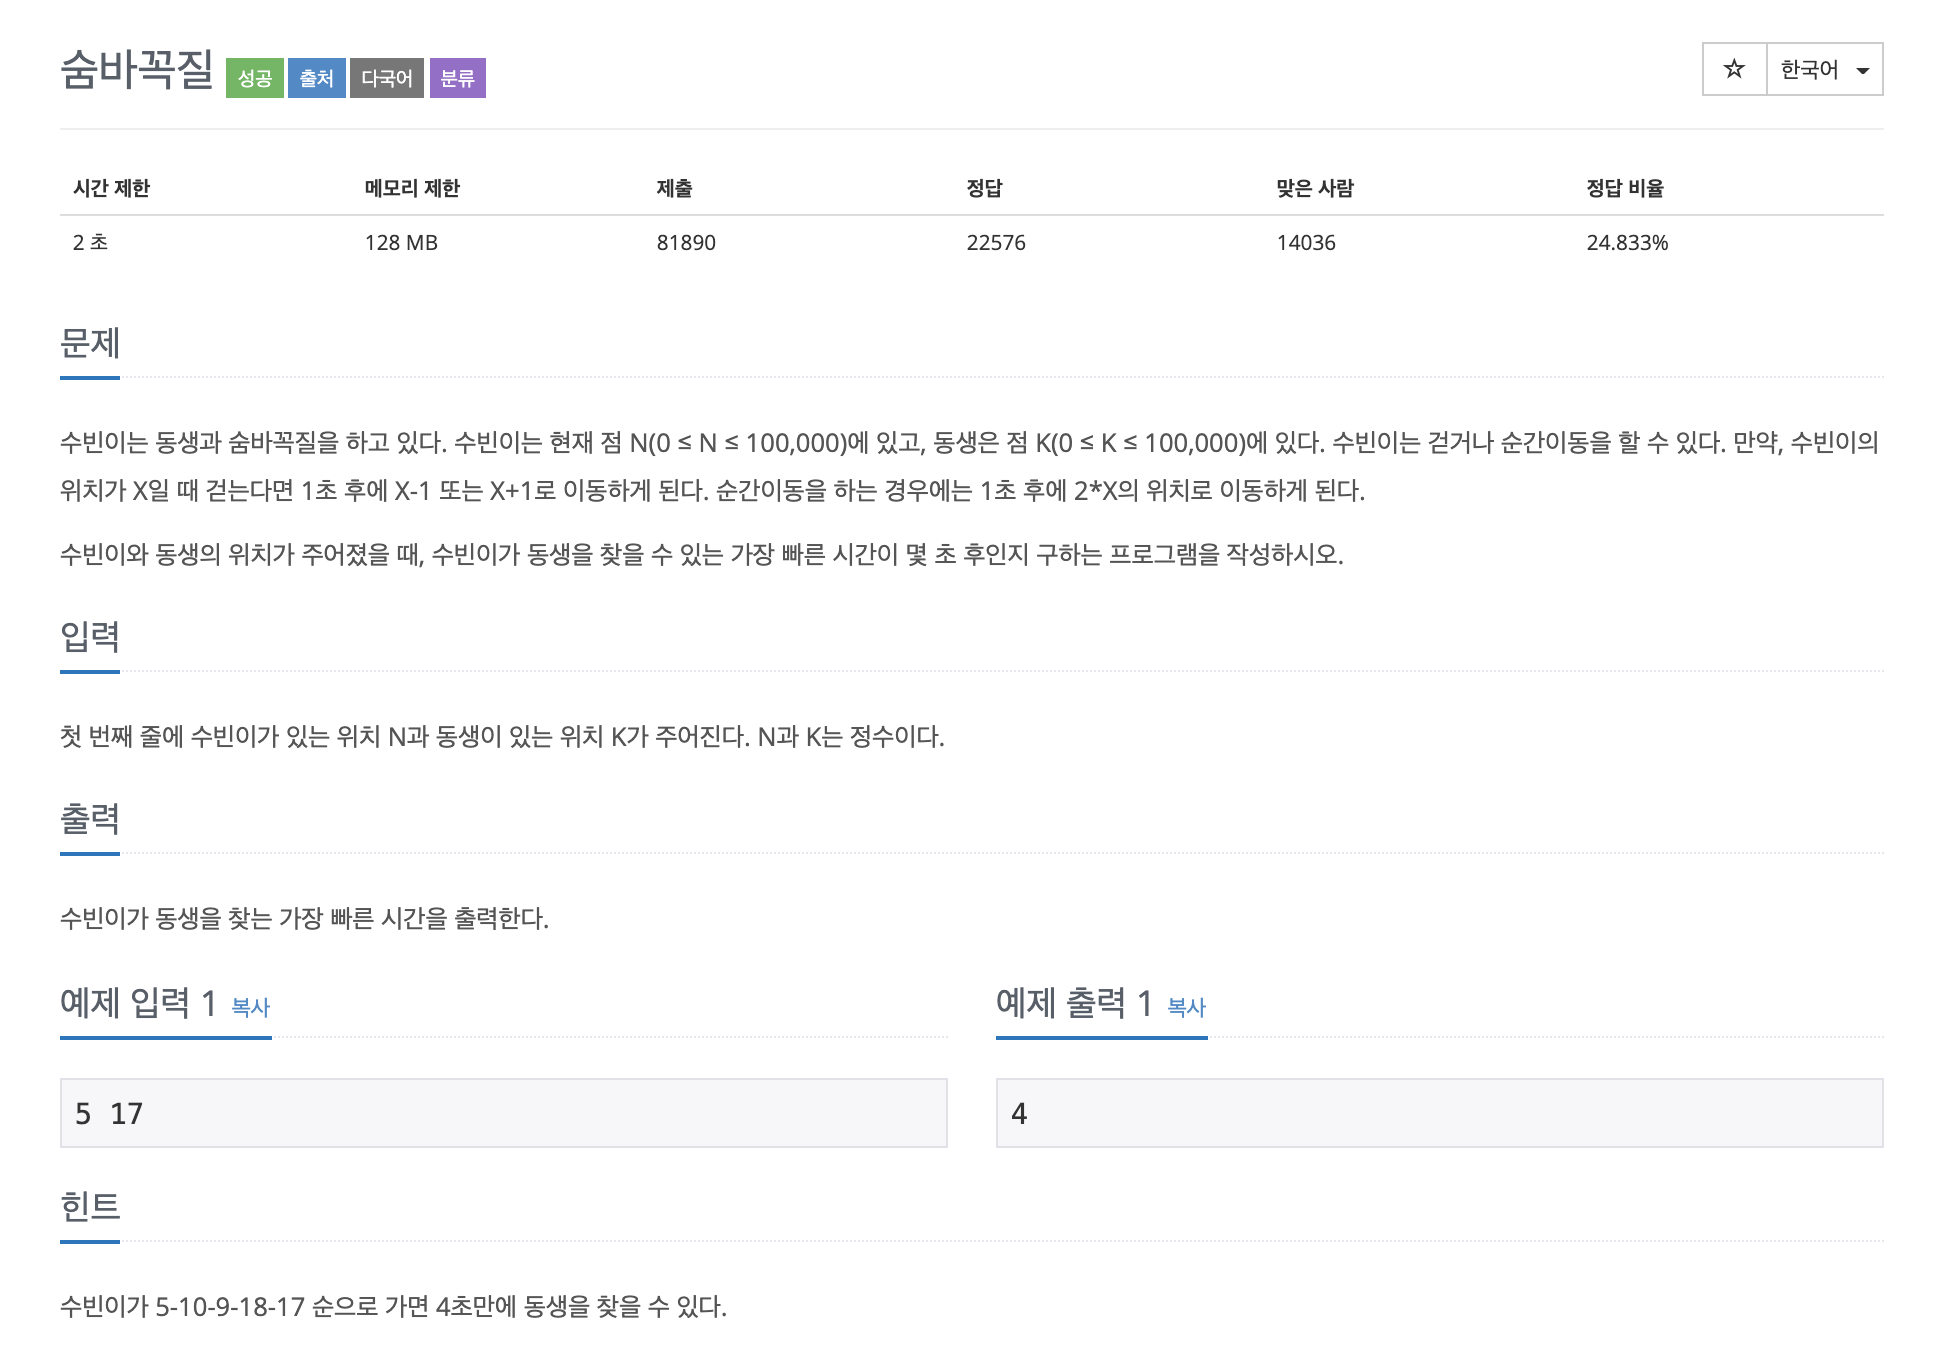 숨바꼭질 성공 출처 다국어 분류
☆ 한국어
시간 제한 메모리 제한 제출 정답 맞은 사람 정답 비율
2 초 128 MB 81890 22576 14036 24.833%
문제
수빈이는 동생과 숨바꼭질을 하고 있다. 수빈이는 현재 점 N(0 ≤ N ≤ 100,000)에 있고, 동생은 점 K(0 ≤ K ≤ 100,000)에 있다. 수빈이는 걷거나 순간이동을 할 수 있다. 만약, 수빈이의
위치가 X일 때 걷는다면 1초 후에 X-1 또는 X+1로 이동하게 된다. 순간이동을 하는 경우에는 1초 후에 2*X의 위치로 이동하게 된다.
수빈이와 동생의 위치가 주어졌을 때, 수빈이가 동생을 찾을 수 있는 가장 빠른 시간이 몇 초 후인지 구하는 프로그램을 작성하시오.
입력
첫 번째 줄에 수빈이가 있는 위치 N과 동생이 있는 위치 K가 주어진다. N과 K는 정수이다.
출력
수빈이가 동생을 찾는 가장 빠른 시간을 출력한다.
예제 입력 1 복사
5 17
예제 출력 1 복사
4
힌트
수빈이가 5-10-9-18-17 순으로 가면 4초만에 동생을 찾을 수 있다.